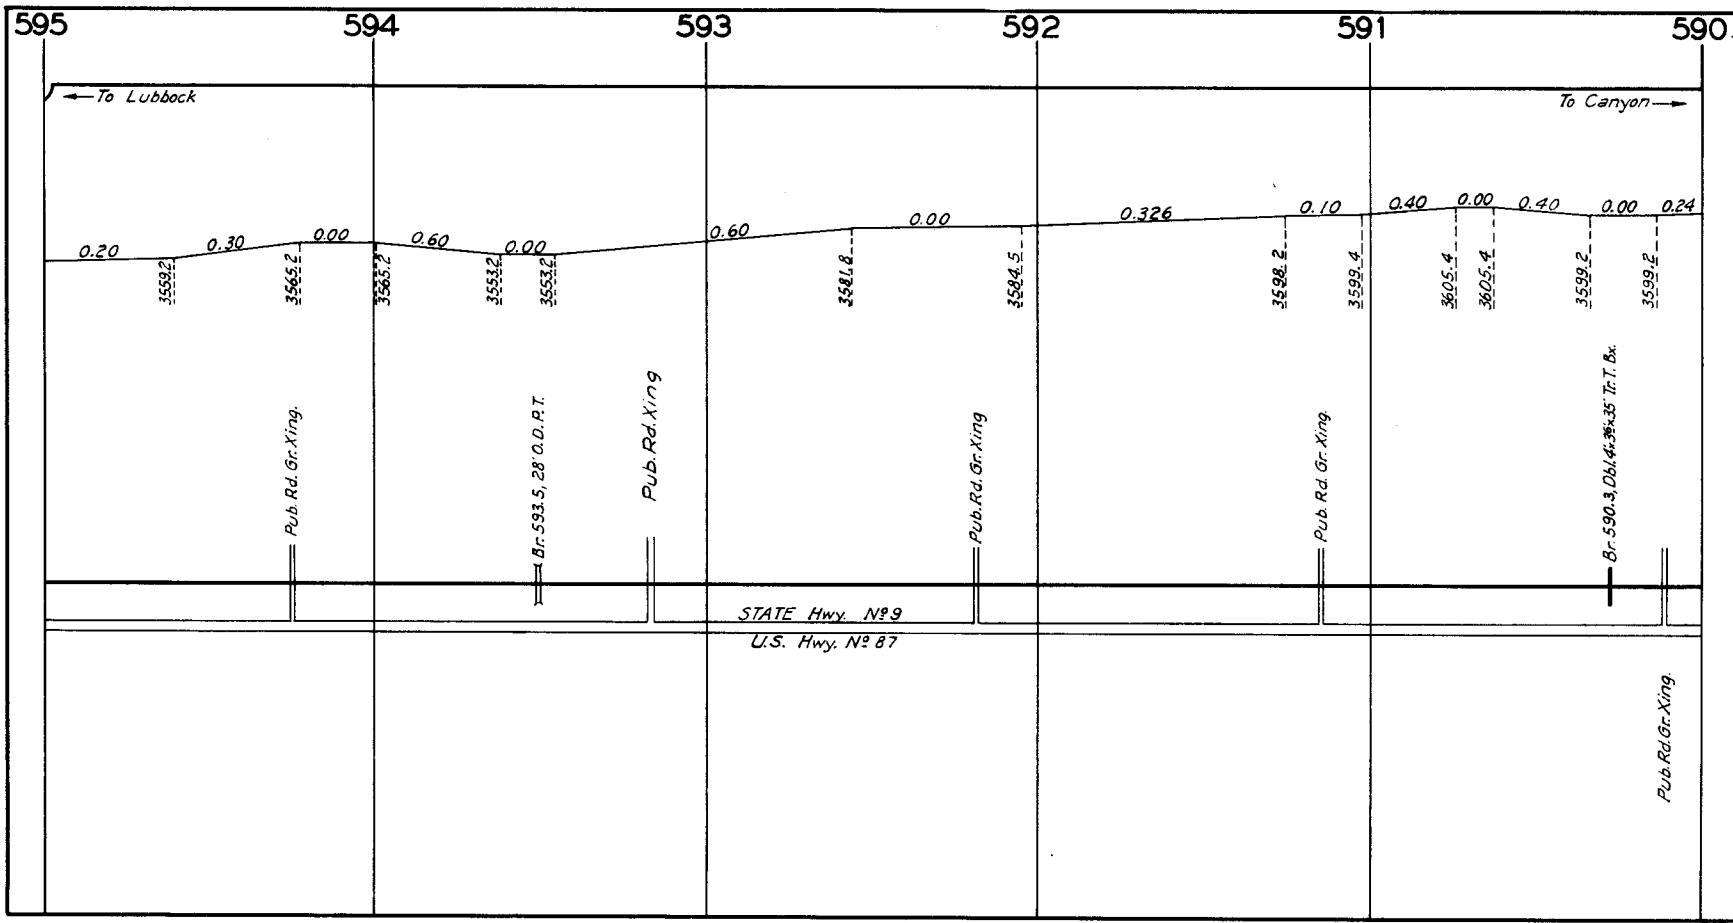 595 594 593 592 591 590
To Lubbock
To Canyon
0.20 0.30 0.00 0.60 0.00 0.60 0.00 0.326 0.10 0.40 0.00 0.40 0.00 0.24
3559.2 3565.2 3565.2 3553.2 3553.2 3581.8 3584.5 3598.2 3599.4 3605.4 3605.4 3599.2 3599.2
Pub. Rd. Gr. Xing.
Br. 593.5, 28' O.D.P.T.
Pub. Rd. Xing
Pub. Rd. Gr. Xing
Pub. Rd. Gr. Xing.
Br. 590.3, Dbl. Tr. T. Bx.
STATE Hwy. Nº 9
U.S. Hwy. Nº 87
Pub. Rd. Gr. Xing.